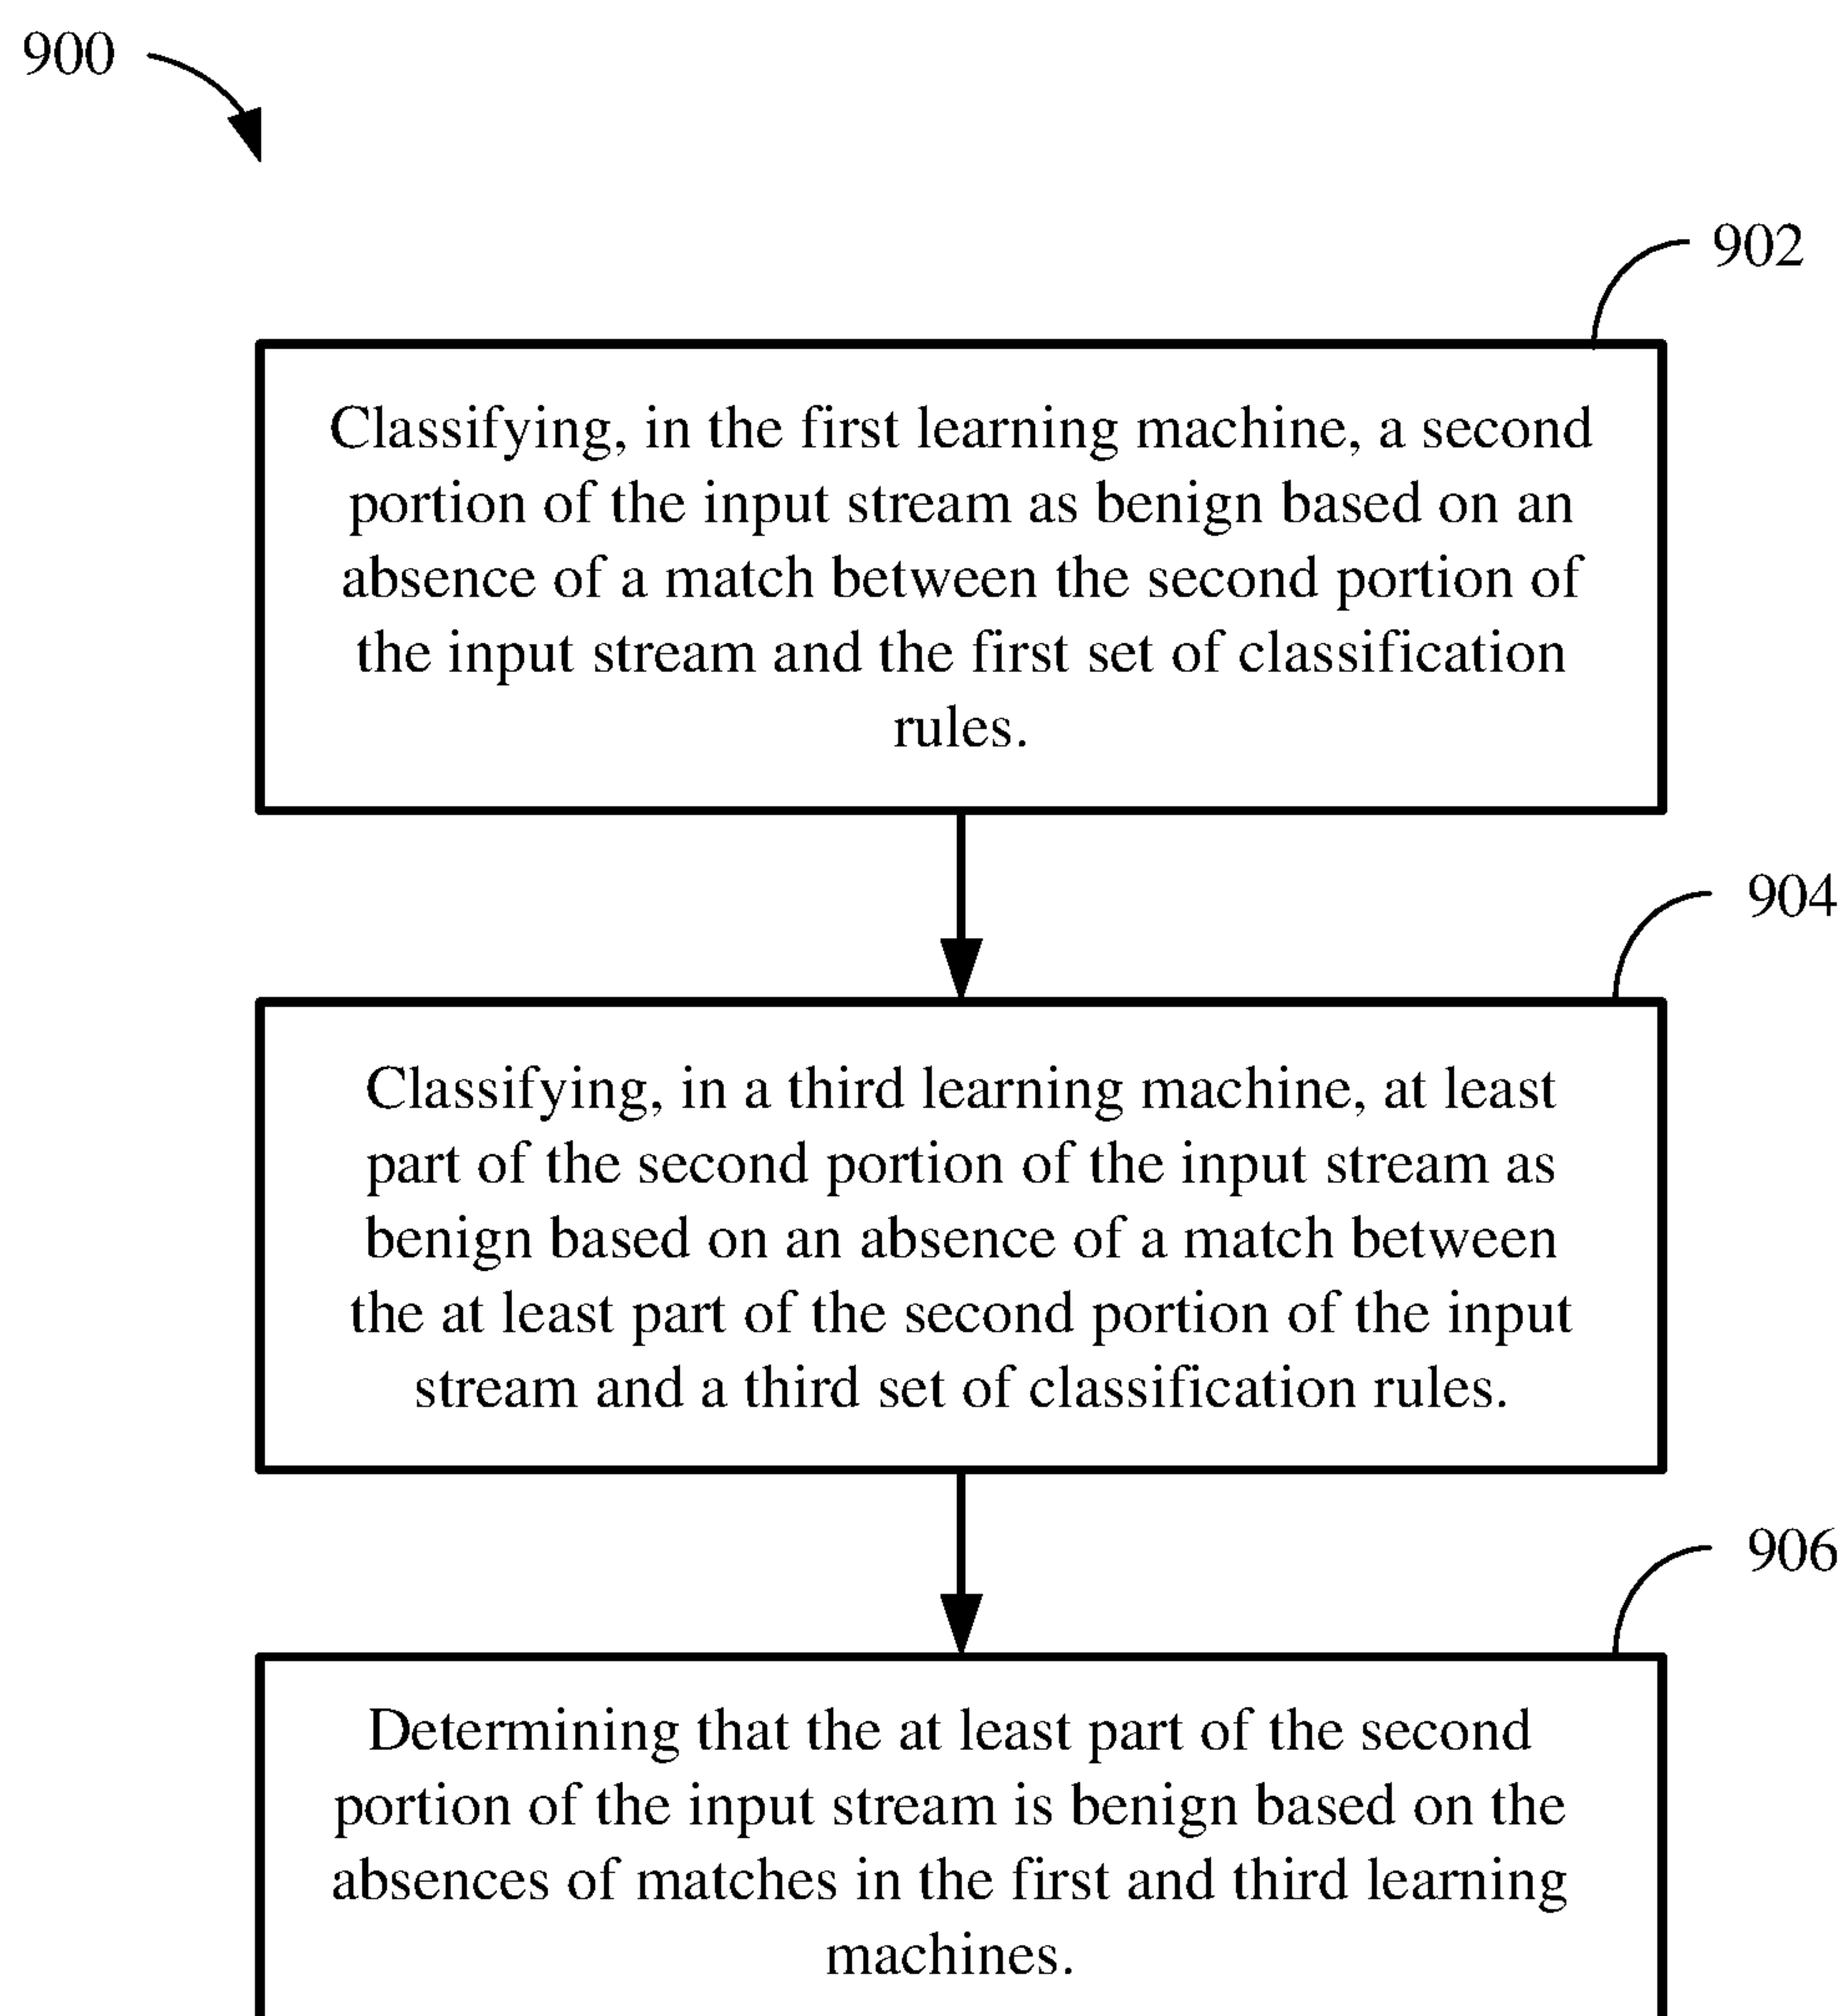 900
902
Classifying, in the first learning machine, a second
portion of the input stream as benign based on an
absence of a match between the second portion of
the input stream and the first set of classification
rules.
904
Classifying, in a third learning machine, at least
part of the second portion of the input stream as
benign based on an absence of a match between
the at least part of the second portion of the input
stream and a third set of classification rules.
906
Determining that the at least part of the second
portion of the input stream is benign based on the
absences of matches in the first and third learning
machines.